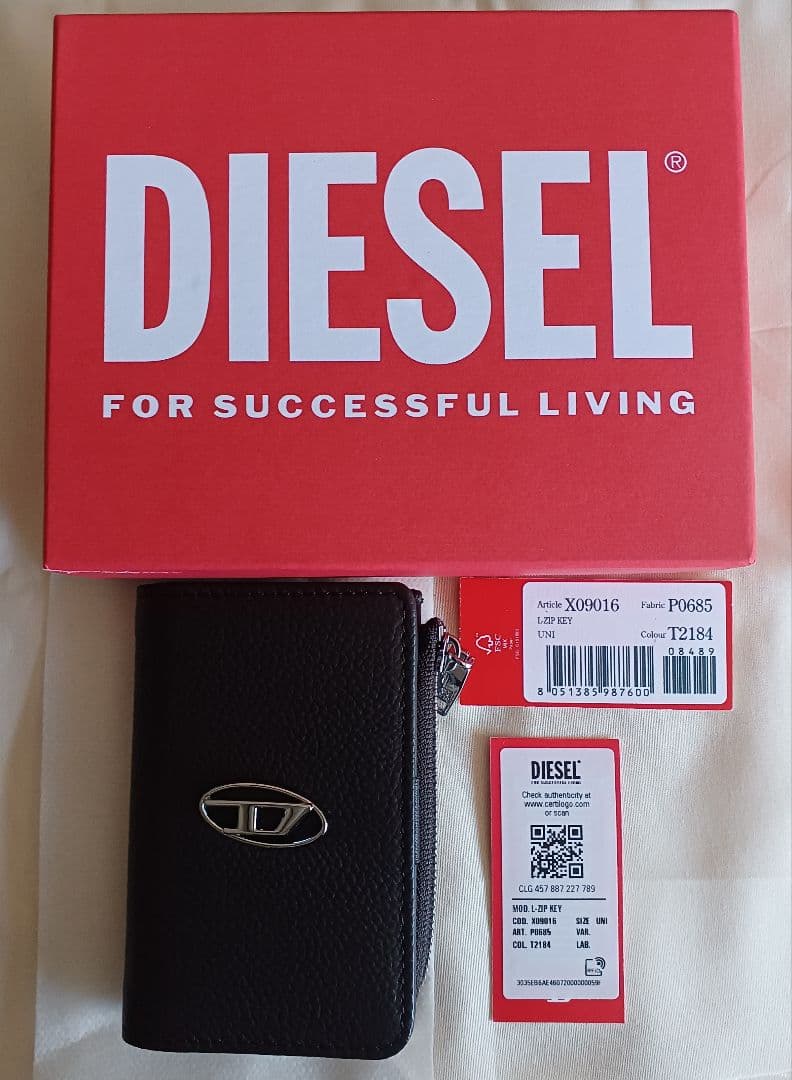 DIESEL®
FOR SUCCESSFUL LIVING
Article X09016 Fabric P0685
L-ZIP KEY
UNI Colour T2184
08489
8 051385 987600
FSC
DIESEL
FOR SUCCESSFUL LIVING
Check authenticity at
www.certilogo.com
or scan
CLG 457 887 227 789
MOD. L-ZIP KEY
COD. X09016 SIZE UNI
ART. P0685 VAR.
COL. T2184 LAB.